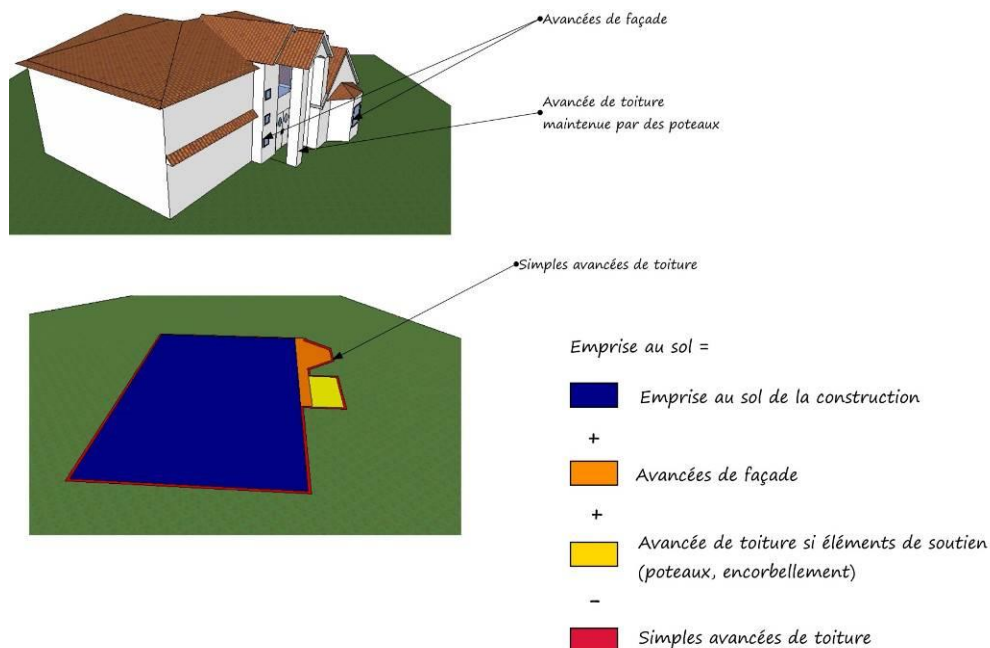 Avancées de façade
Avancée de toiture
maintenue par des poteaux
Simples avancées de toiture
Emprise au sol =
Emprise au sol de la construction
+
Avancées de façade
+
Avancée de toiture si éléments de soutien
(poteaux, encorbellement)
-
Simples avancées de toiture